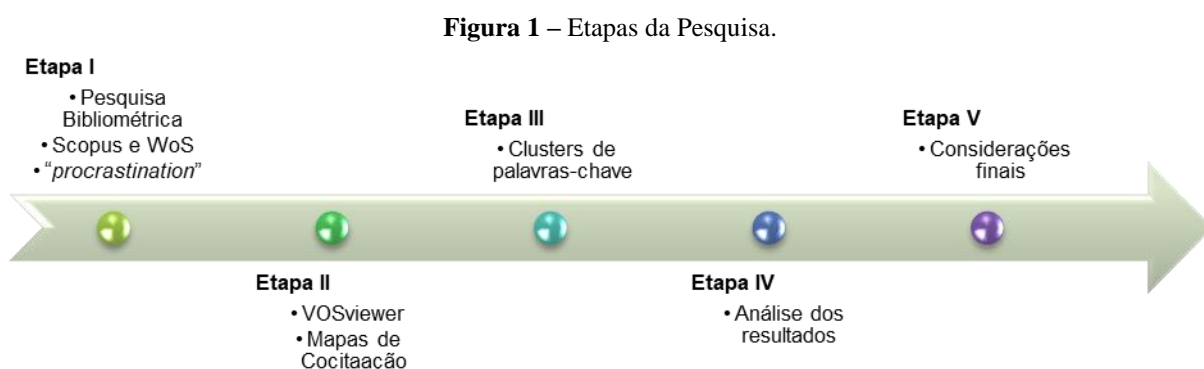 Figura 1 – Etapas da Pesquisa.
Etapa I
• Pesquisa
Bibliométrica
• Scopus e WoS
• “procrastination”
Etapa II
• VOSviewer
• Mapas de
Cocitaacão
Etapa III
• Clusters de
palavras-chave
Etapa IV
• Análise dos
resultados
Etapa V
• Considerações
finais